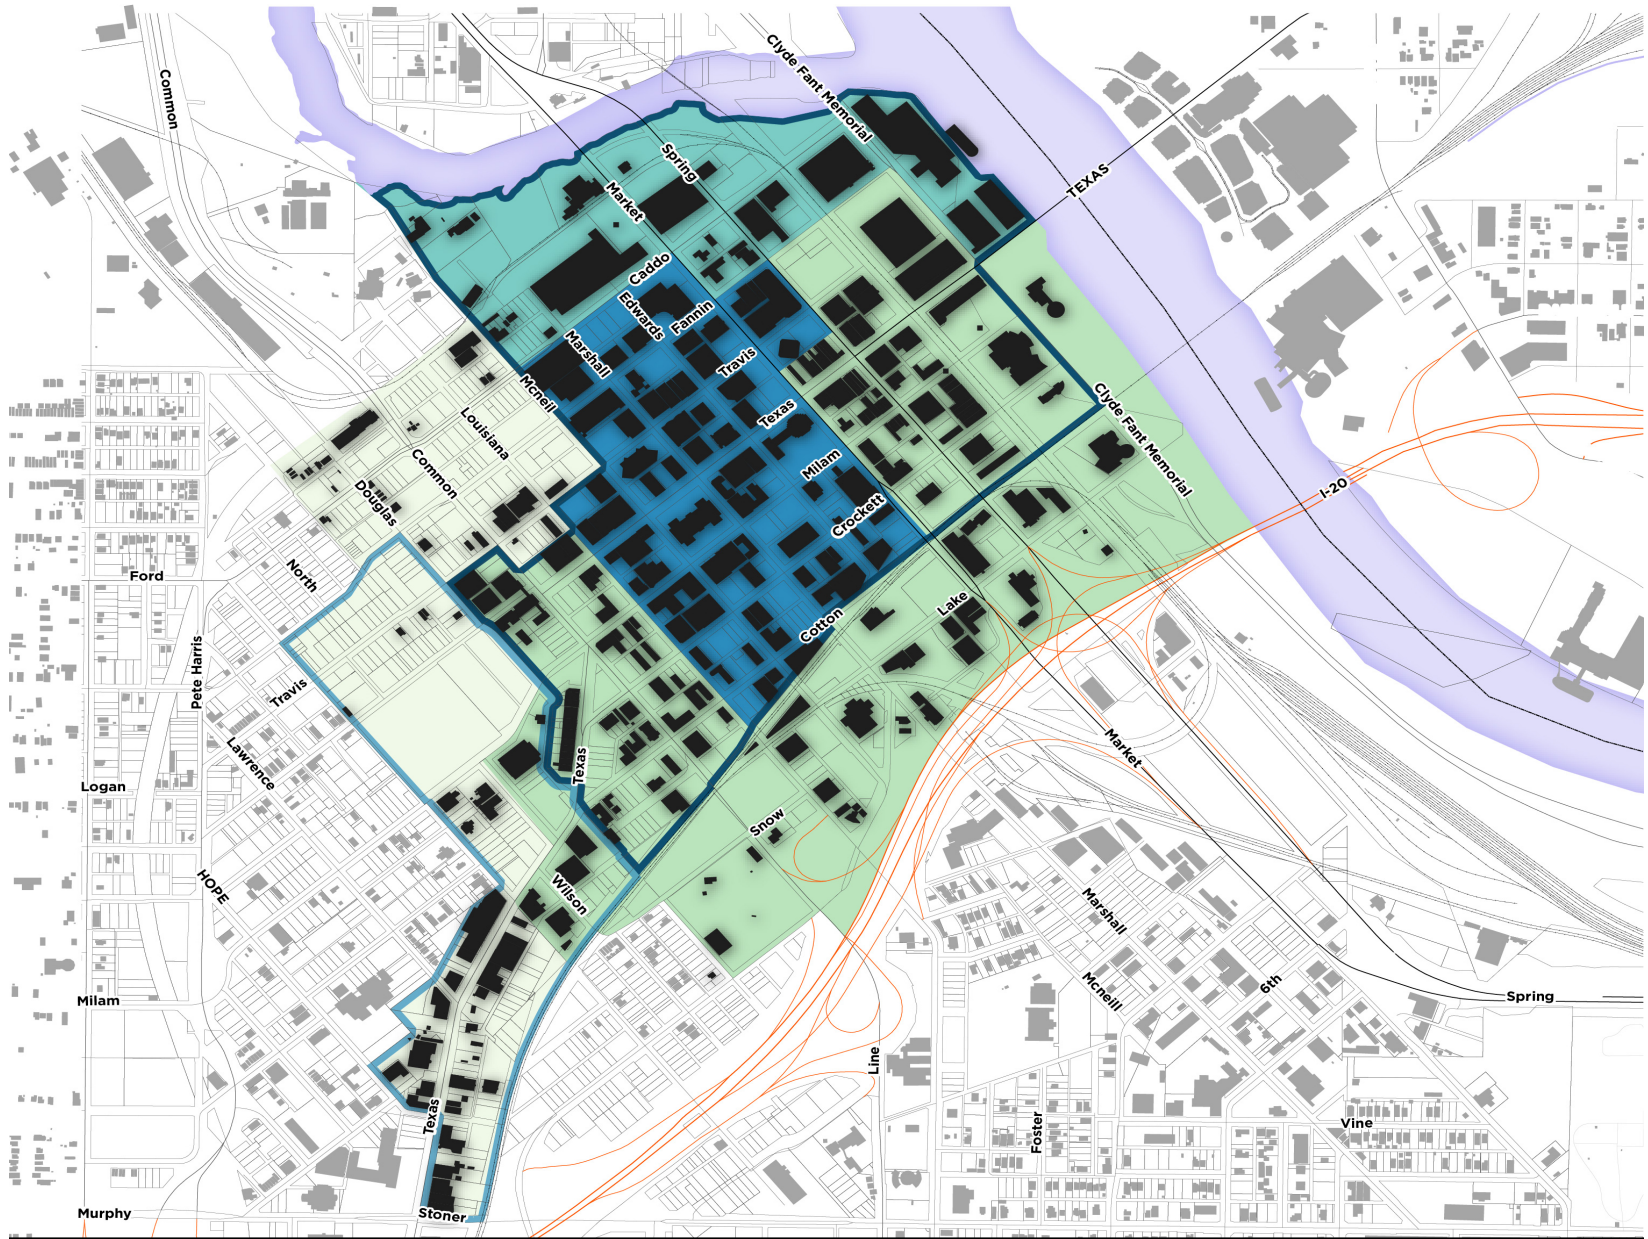 Clyde Fant Memorial
Common
Spring
TEXAS
Market
Caddo
Edwards
Fannin
Marshall
Travis
Mcneil
Texas
Louisiana
Clyde Fant Memorial
Common
Milam
Douglas
I-20
Crockett
North
Ford
Lake
Cotton
Pete Harris
Travis
Market
Lawrence
Texas
Logan
Snow
HOPE
Wilson
Marshall
6th
Mcneill
Milam
Spring
Line
Texas
Foster
Vine
Murphy
Stoner